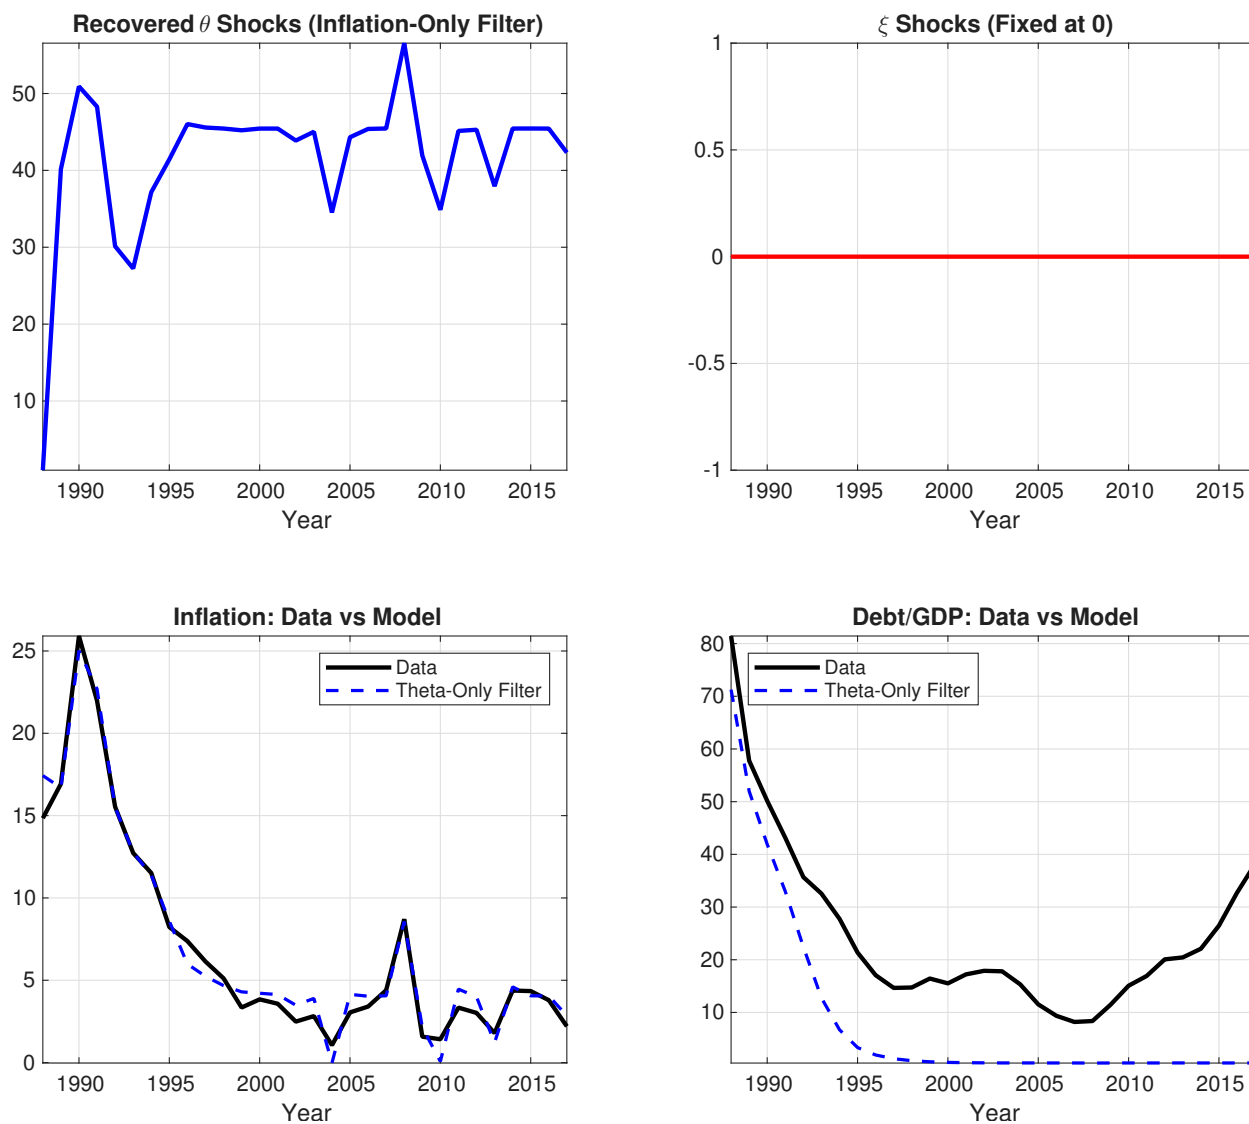 Recovered θ Shocks (Inflation-Only Filter)
50
40
30
20
10
1990 1995 2000 2005 2010 2015
Year
ξ Shocks (Fixed at 0)
1
0.5
0
-0.5
-1
1990 1995 2000 2005 2010 2015
Year
Inflation: Data vs Model
Data
Theta-Only Filter
25
20
15
10
5
0
1990 1995 2000 2005 2010 2015
Year
Debt/GDP: Data vs Model
Data
Theta-Only Filter
80
70
60
50
40
30
20
10
1990 1995 2000 2005 2010 2015
Year